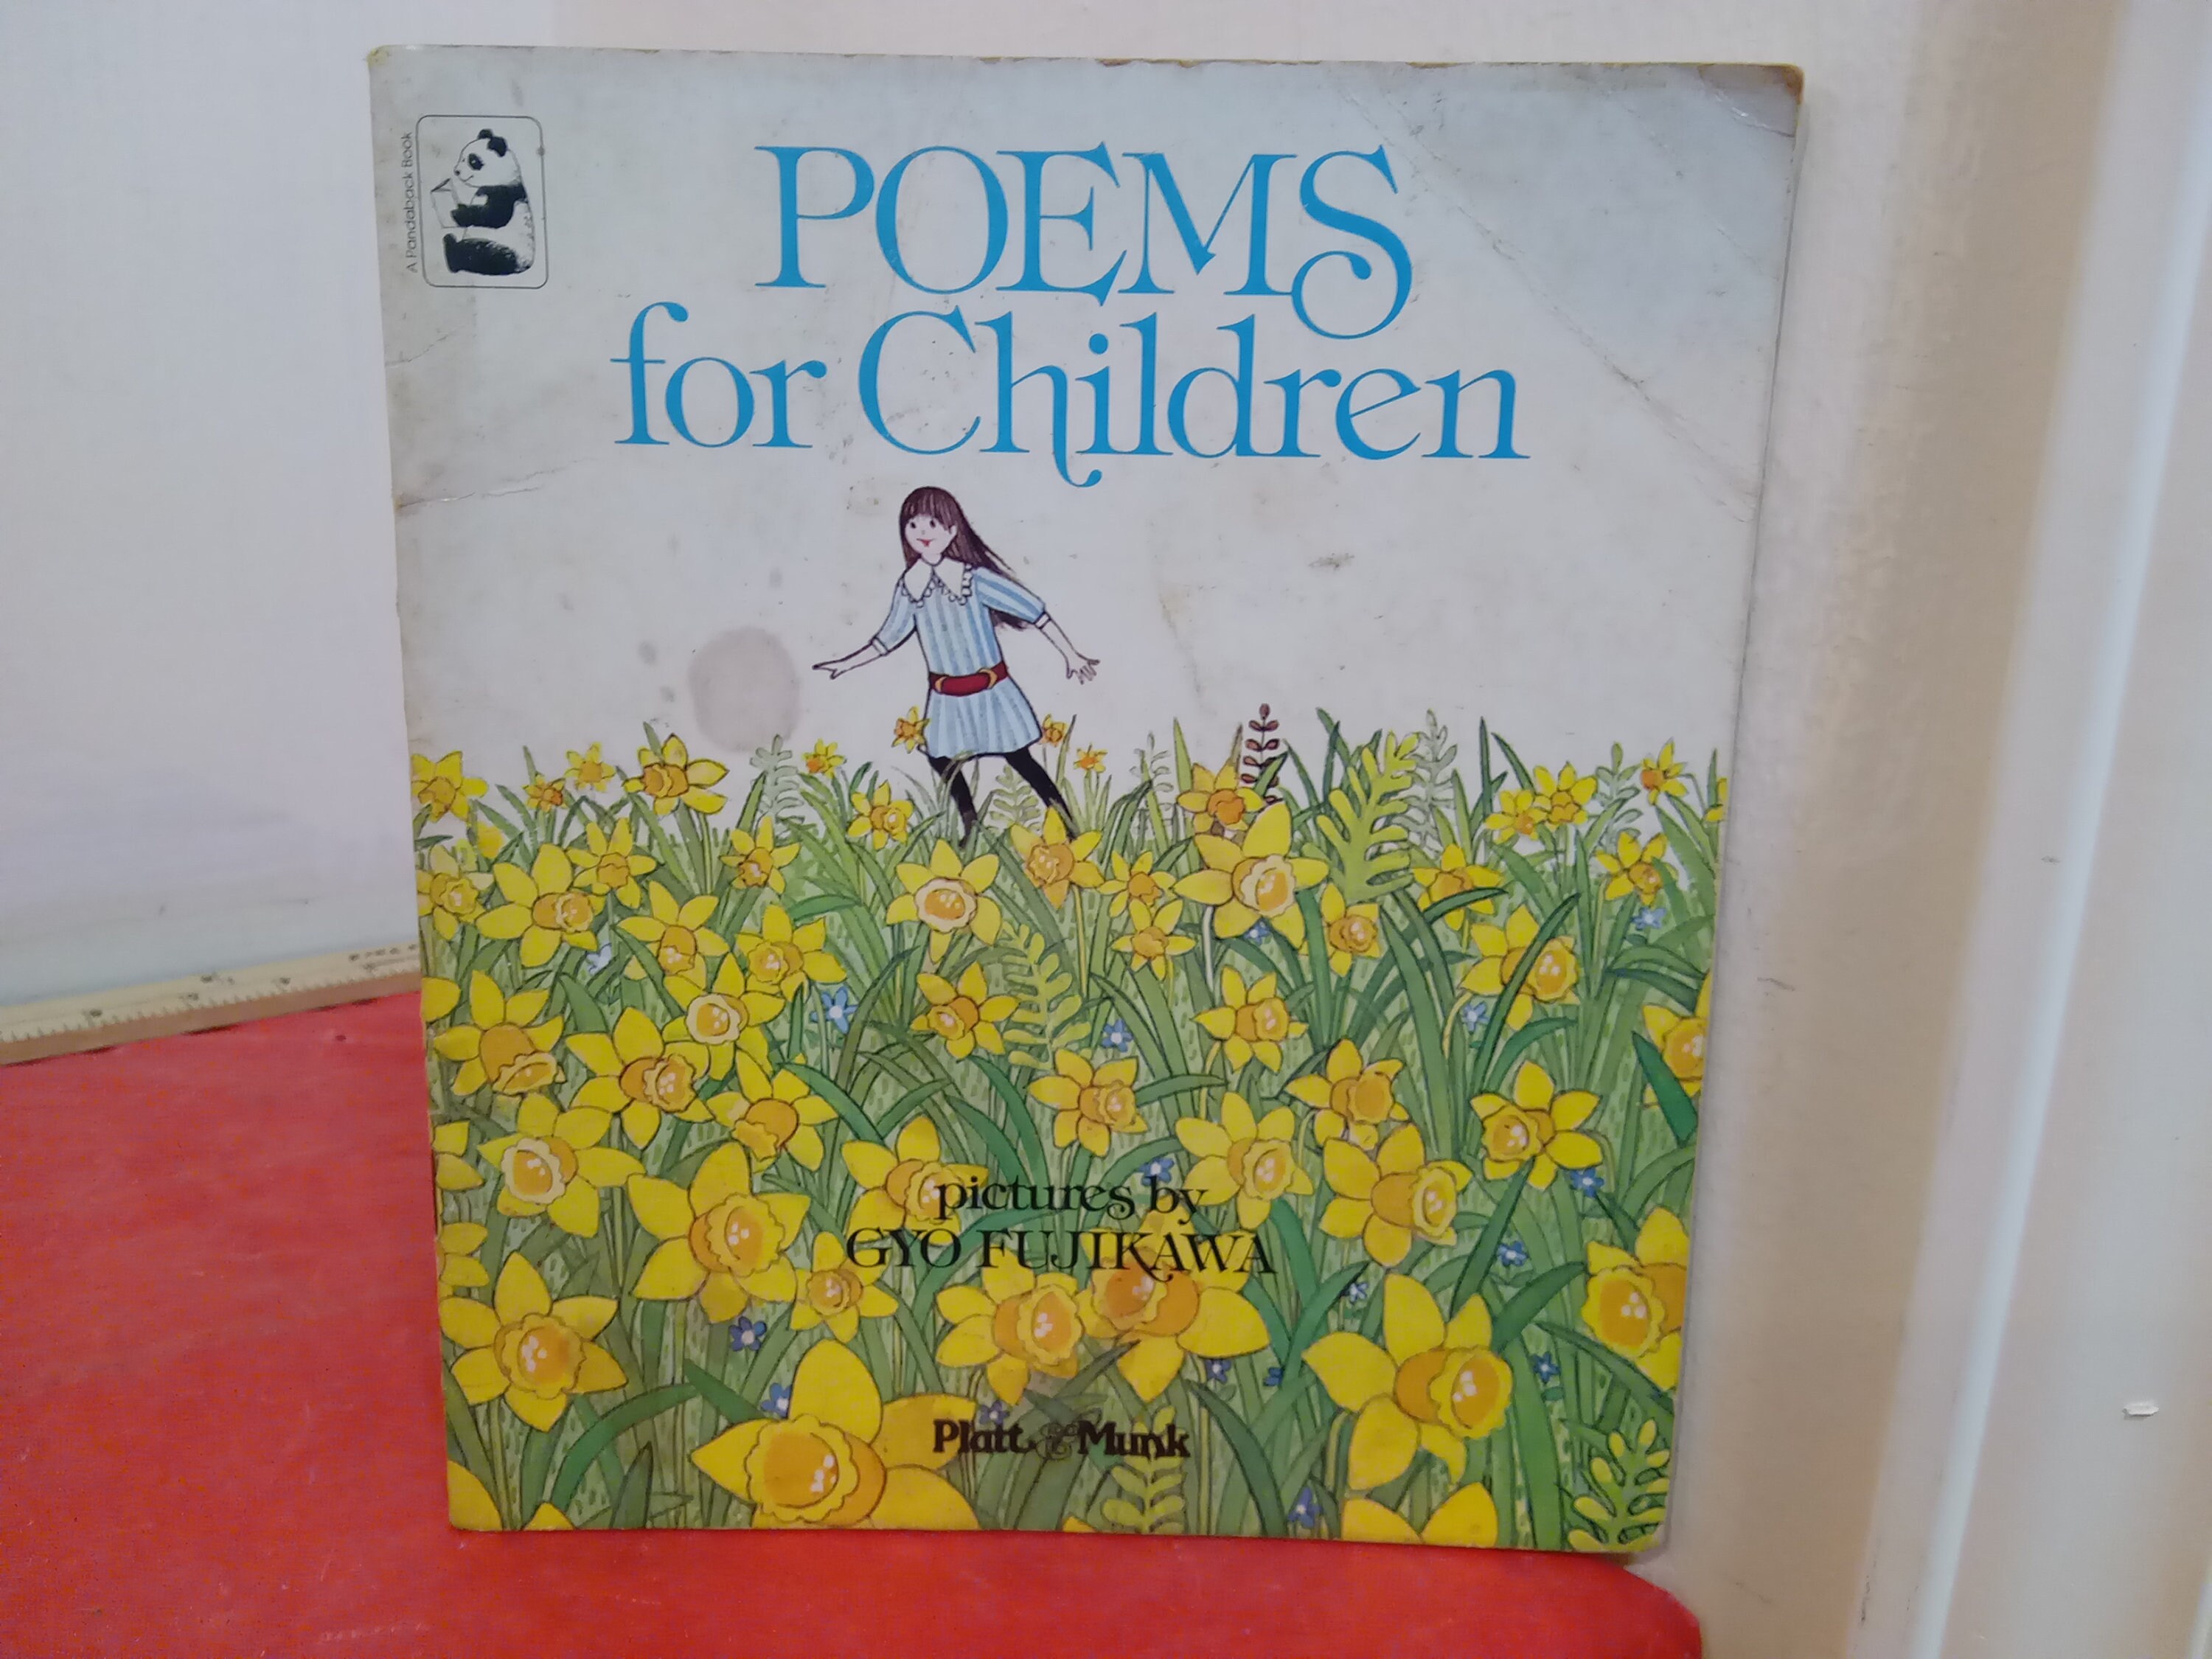 A Pandaback Book
POEMS
for Children
pictures by
GYO FUJIKAWA
Platt & Munk